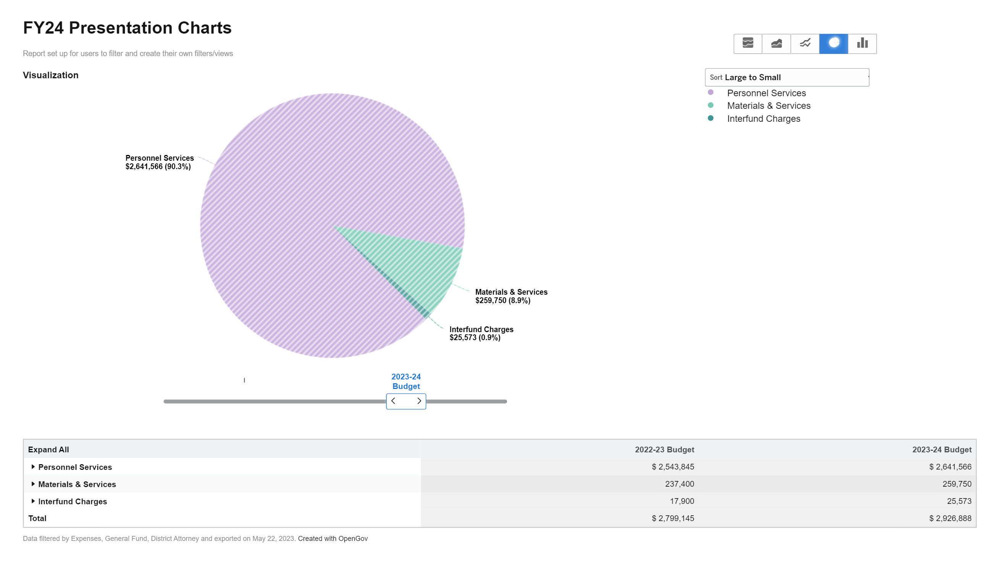 FY24 Presentation Charts
Report set up for users to filter and create their own filters/views
Visualization
Sort Large to Small
Personnel Services
Materials & Services
Interfund Charges
Personnel Services
$2,641,566 (90.3%)
Materials & Services
$259,750 (8.9%)
Interfund Charges
$25,573 (0.9%)
2023-24
Budget
Expand All 2022-23 Budget 2023-24 Budget
Personnel Services $ 2,543,845 $ 2,641,566
Materials & Services 237,400 259,750
Interfund Charges 17,900 25,573
Total $ 2,799,145 $ 2,926,888
Data filtered by Expenses, General Fund, District Attorney and exported on May 22, 2023. Created with OpenGov